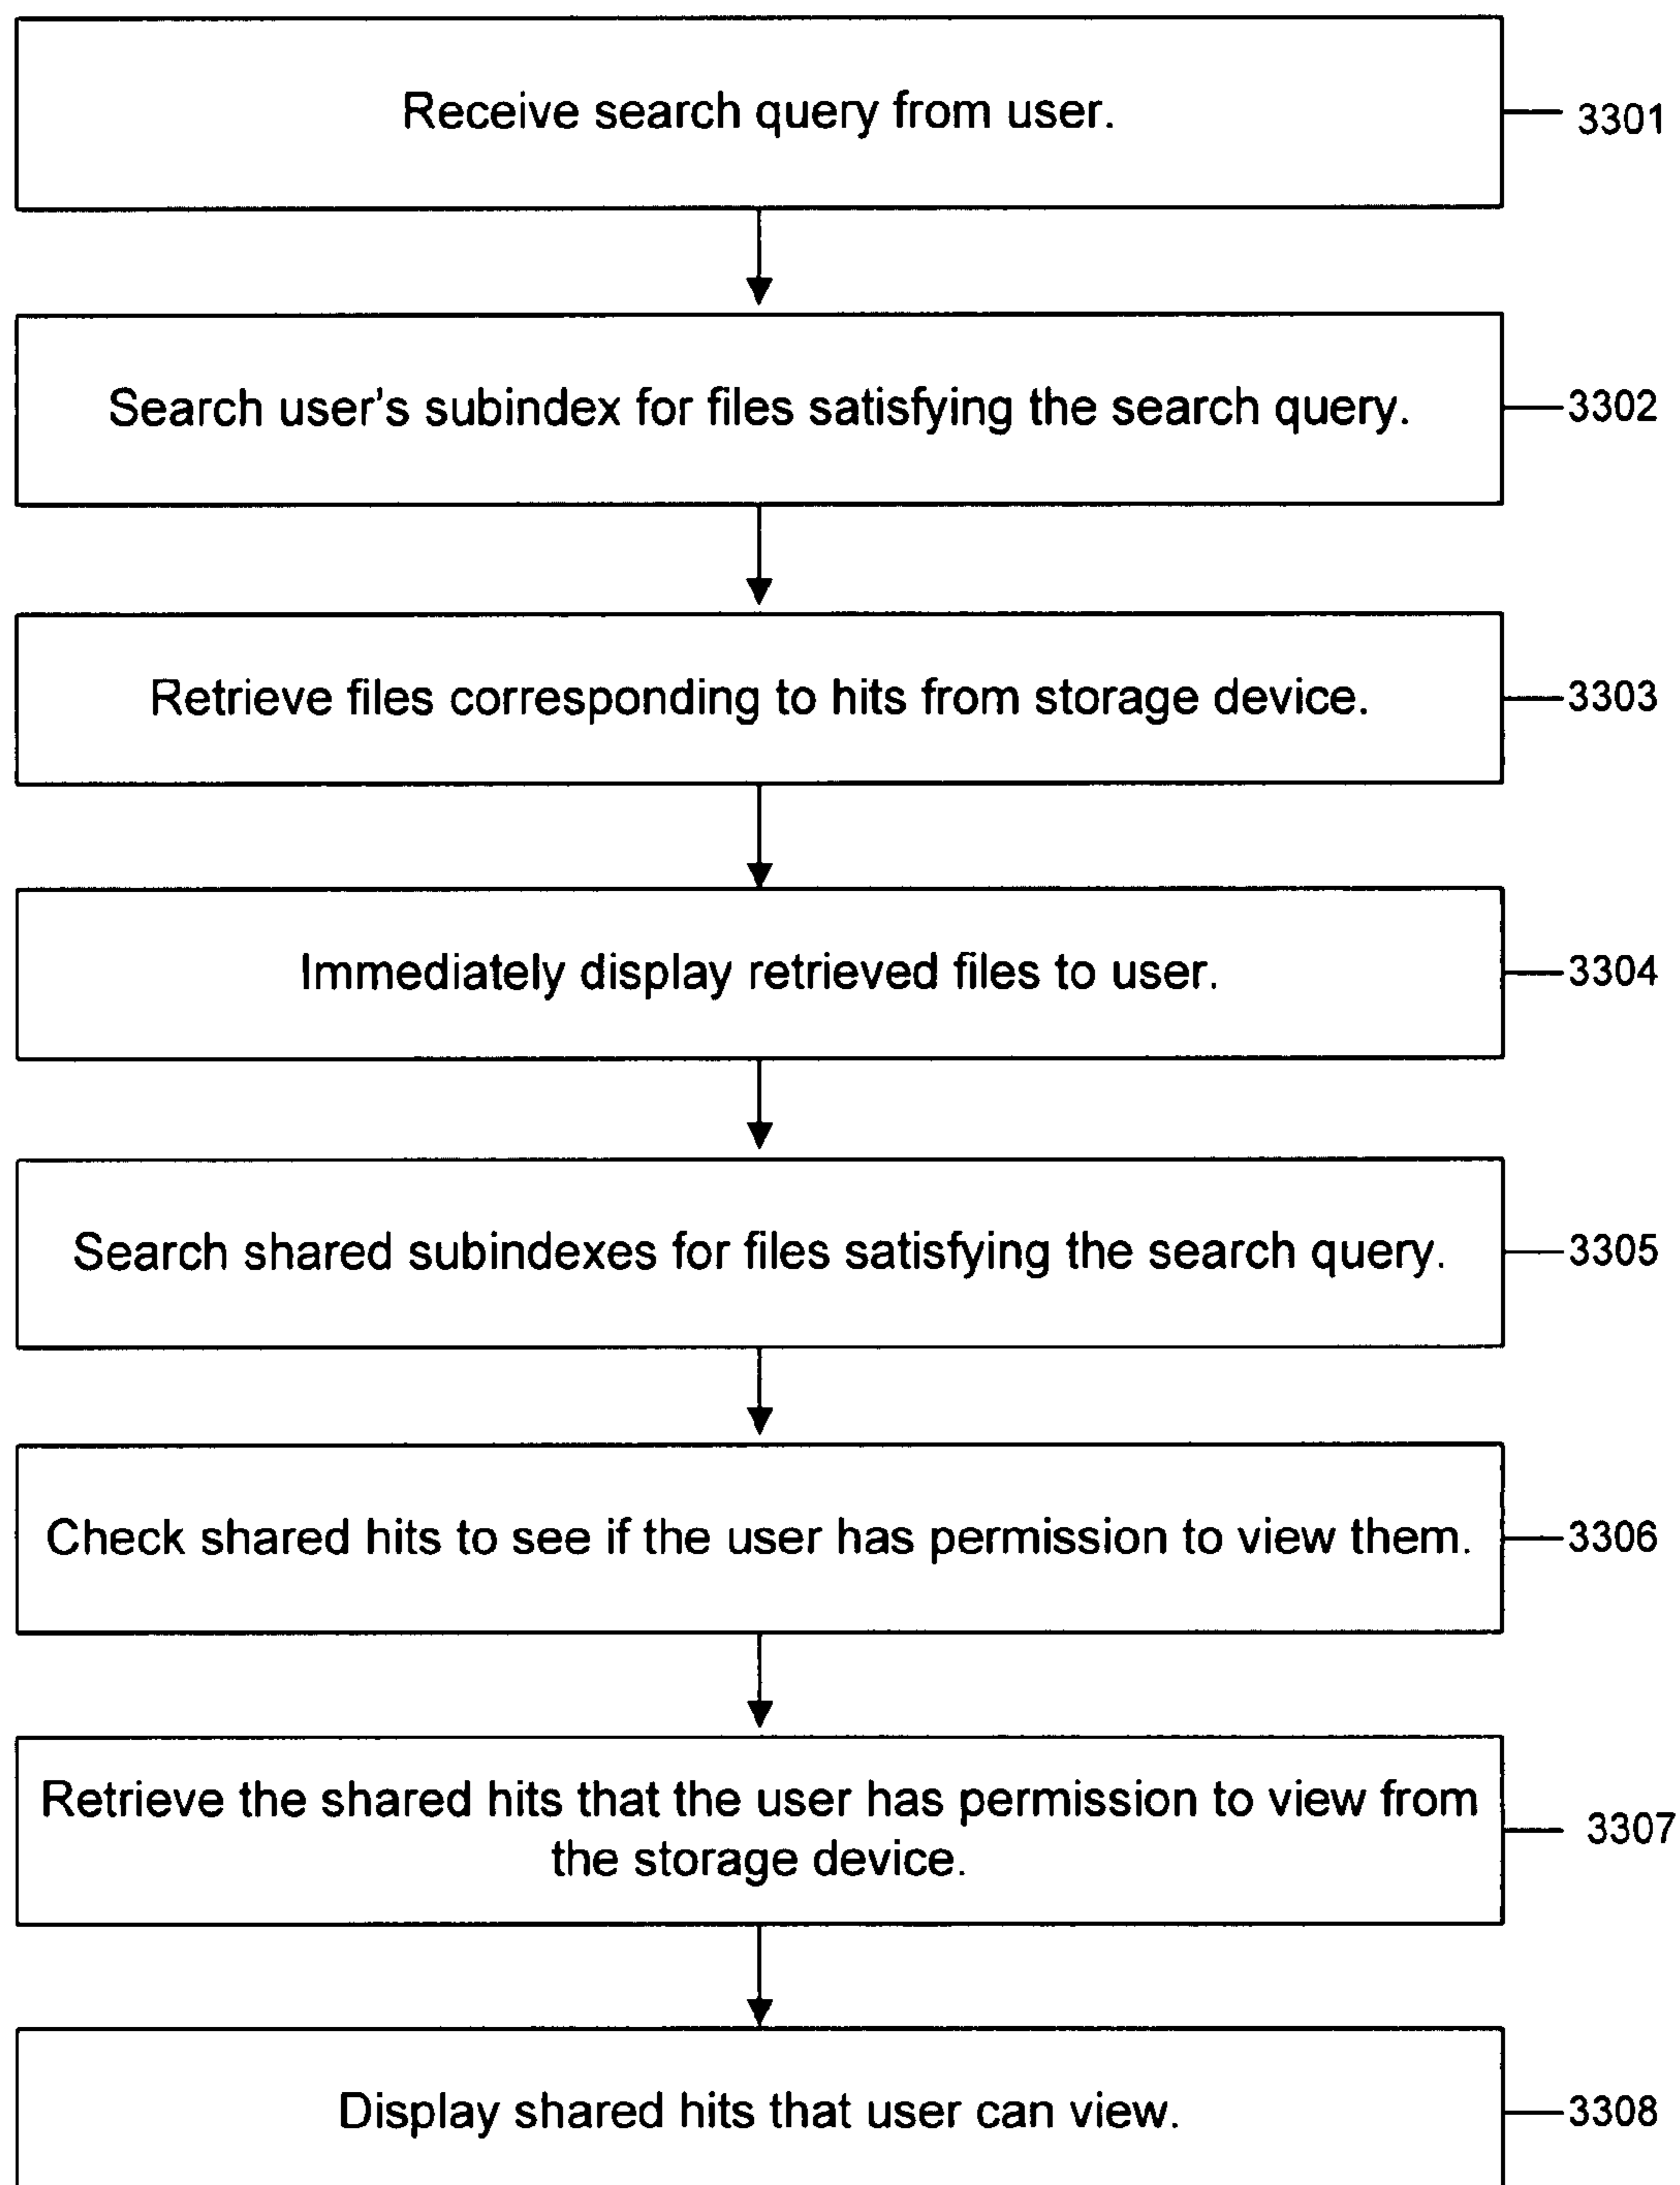 Receive search query from user.
3301
Search user's subindex for files satisfying the search query.
3302
Retrieve files corresponding to hits from storage device.
3303
Immediately display retrieved files to user.
3304
Search shared subindexes for files satisfying the search query.
3305
Check shared hits to see if the user has permission to view them.
3306
Retrieve the shared hits that the user has permission to view from
the storage device.
3307
Display shared hits that user can view.
3308